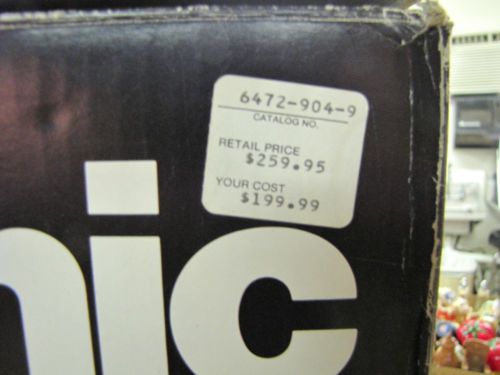 6472-904-9
CATALOG NO.
RETAIL PRICE
$259.95
YOUR COST
$199.99
nic